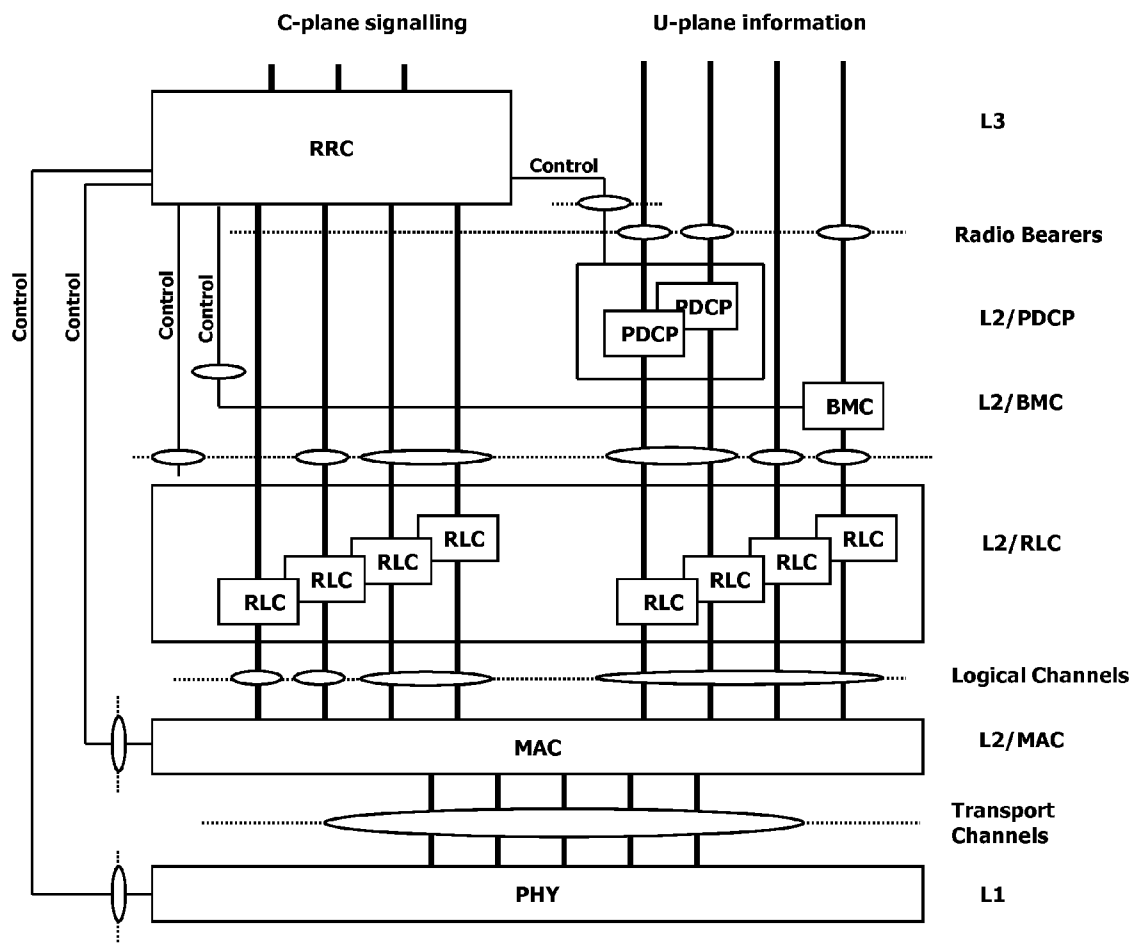 C-plane signalling
U-plane information
RRC
L3
Control
Radio Bearers
Control
Control
Control
Control
PDCP
PDCP
L2/PDCP
BMC
L2/BMC
RLC
RLC
RLC
RLC
RLC
RLC
RLC
RLC
L2/RLC
Logical Channels
MAC
L2/MAC
Transport
Channels
PHY
L1